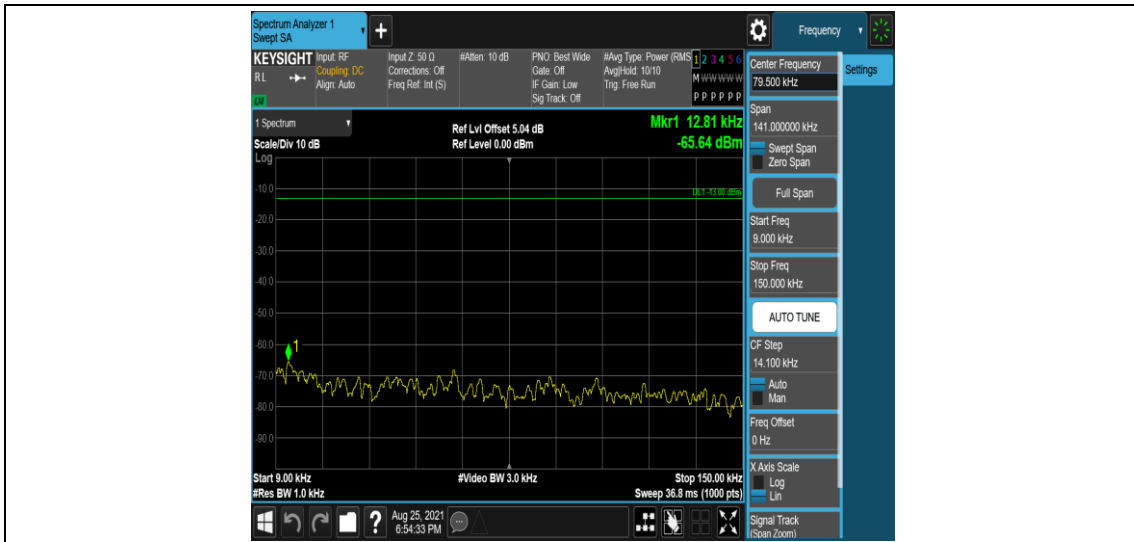 Spectrum Analyzer 1
Swept SA
+
Frequency
KEYSIGHT
RL
LXI
Input: RF
Coupling: DC
Align: Auto
Input Z: 50 Ω
Corrections: Off
Freq Ref: Int (S)
#Atten: 10 dB
PNO: Best Wide
Gate: Off
IF Gain: Low
Sig Track: Off
#Avg Type: Power (RMS
Avg|Hold: 10/10
Trig: Free Run
1 2 3 4 5 6
M W W W W W
P P P P P P
Center Frequency
79.500 kHz
Settings
1 Spectrum
Scale/Div 10 dB
Ref Lvl Offset 5.04 dB
Ref Level 0.00 dBm
Mkr1 12.81 kHz
-65.64 dBm
Log
DL1 -13.00 dBm
-10.0
-20.0
-30.0
-40.0
-50.0
-60.0
-70.0
-80.0
-90.0
1
Start 9.00 kHz
#Res BW 1.0 kHz
#Video BW 3.0 kHz
Stop 150.00 kHz
Sweep 36.8 ms (1000 pts)
Span
141.000000 kHz
Swept Span
Zero Span
Full Span
Start Freq
9.000 kHz
Stop Freq
150.000 kHz
AUTO TUNE
CF Step
14.100 kHz
Auto
Man
Freq Offset
0 Hz
X Axis Scale
Log
Lin
Signal Track
(Span Zoom)
?
Aug 25, 2021
6:54:33 PM